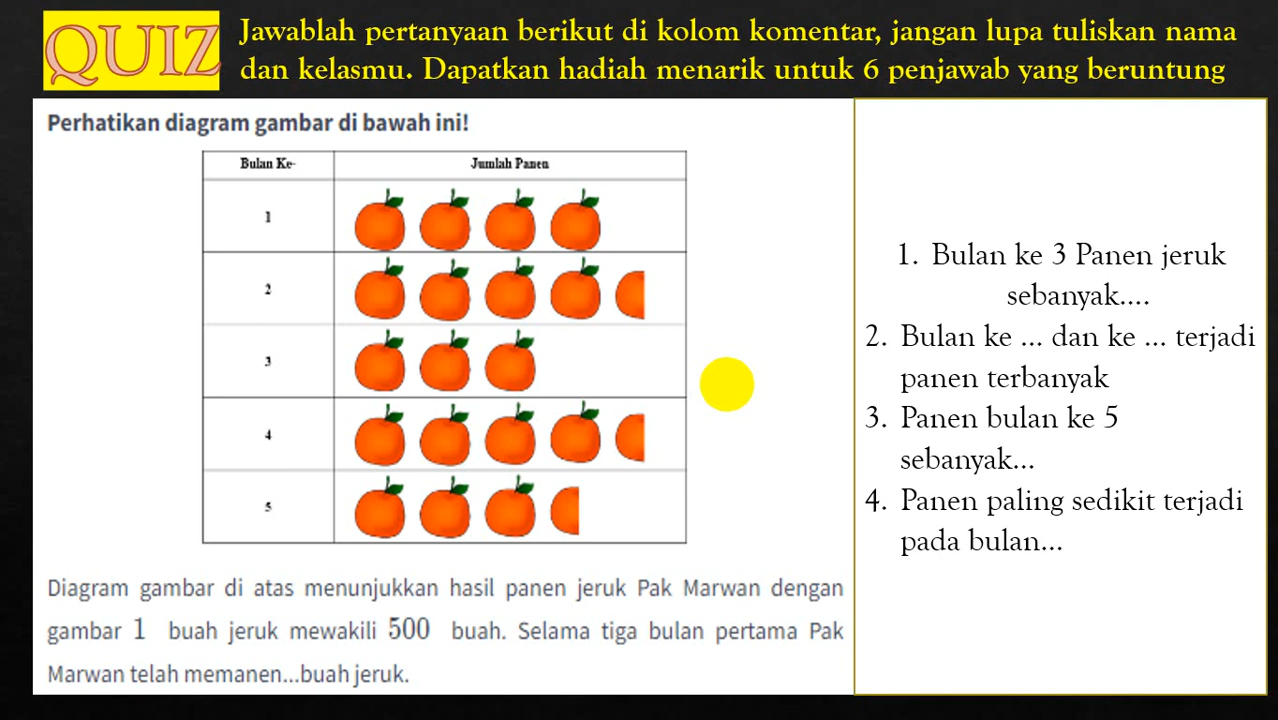 QUIZ
Jawablah pertanyaan berikut di kolom komentar, jangan lupa tuliskan nama
dan kelasmu. Dapatkan hadiah menarik untuk 6 penjawab yang beruntung
Perhatikan diagram gambar di bawah ini!
Bulan Ke- Jumlah Panen
1
2
3
4
5
Diagram gambar di atas menunjukkan hasil panen jeruk Pak Marwan dengan
gambar 1 buah jeruk mewakili 500 buah. Selama tiga bulan pertama Pak
Marwan telah memanen...buah jeruk.
1. Bulan ke 3 Panen jeruk
sebanyak....
2. Bulan ke ... dan ke ... terjadi
panen terbanyak
3. Panen bulan ke 5
sebanyak...
4. Panen paling sedikit terjadi
pada bulan...